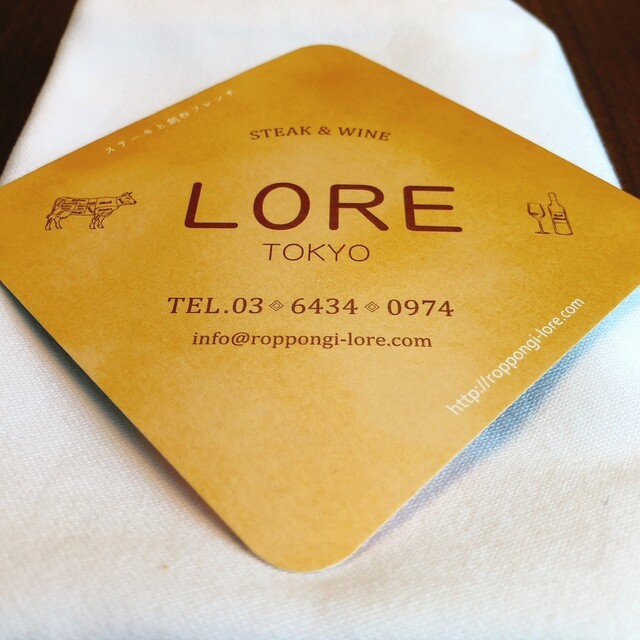 ステーキと創作フレンチ
STEAK & WINE
LORE
TOKYO
TEL.03◈6434◈0974
info@roppongi-lore.com
http://roppongi-lore.com